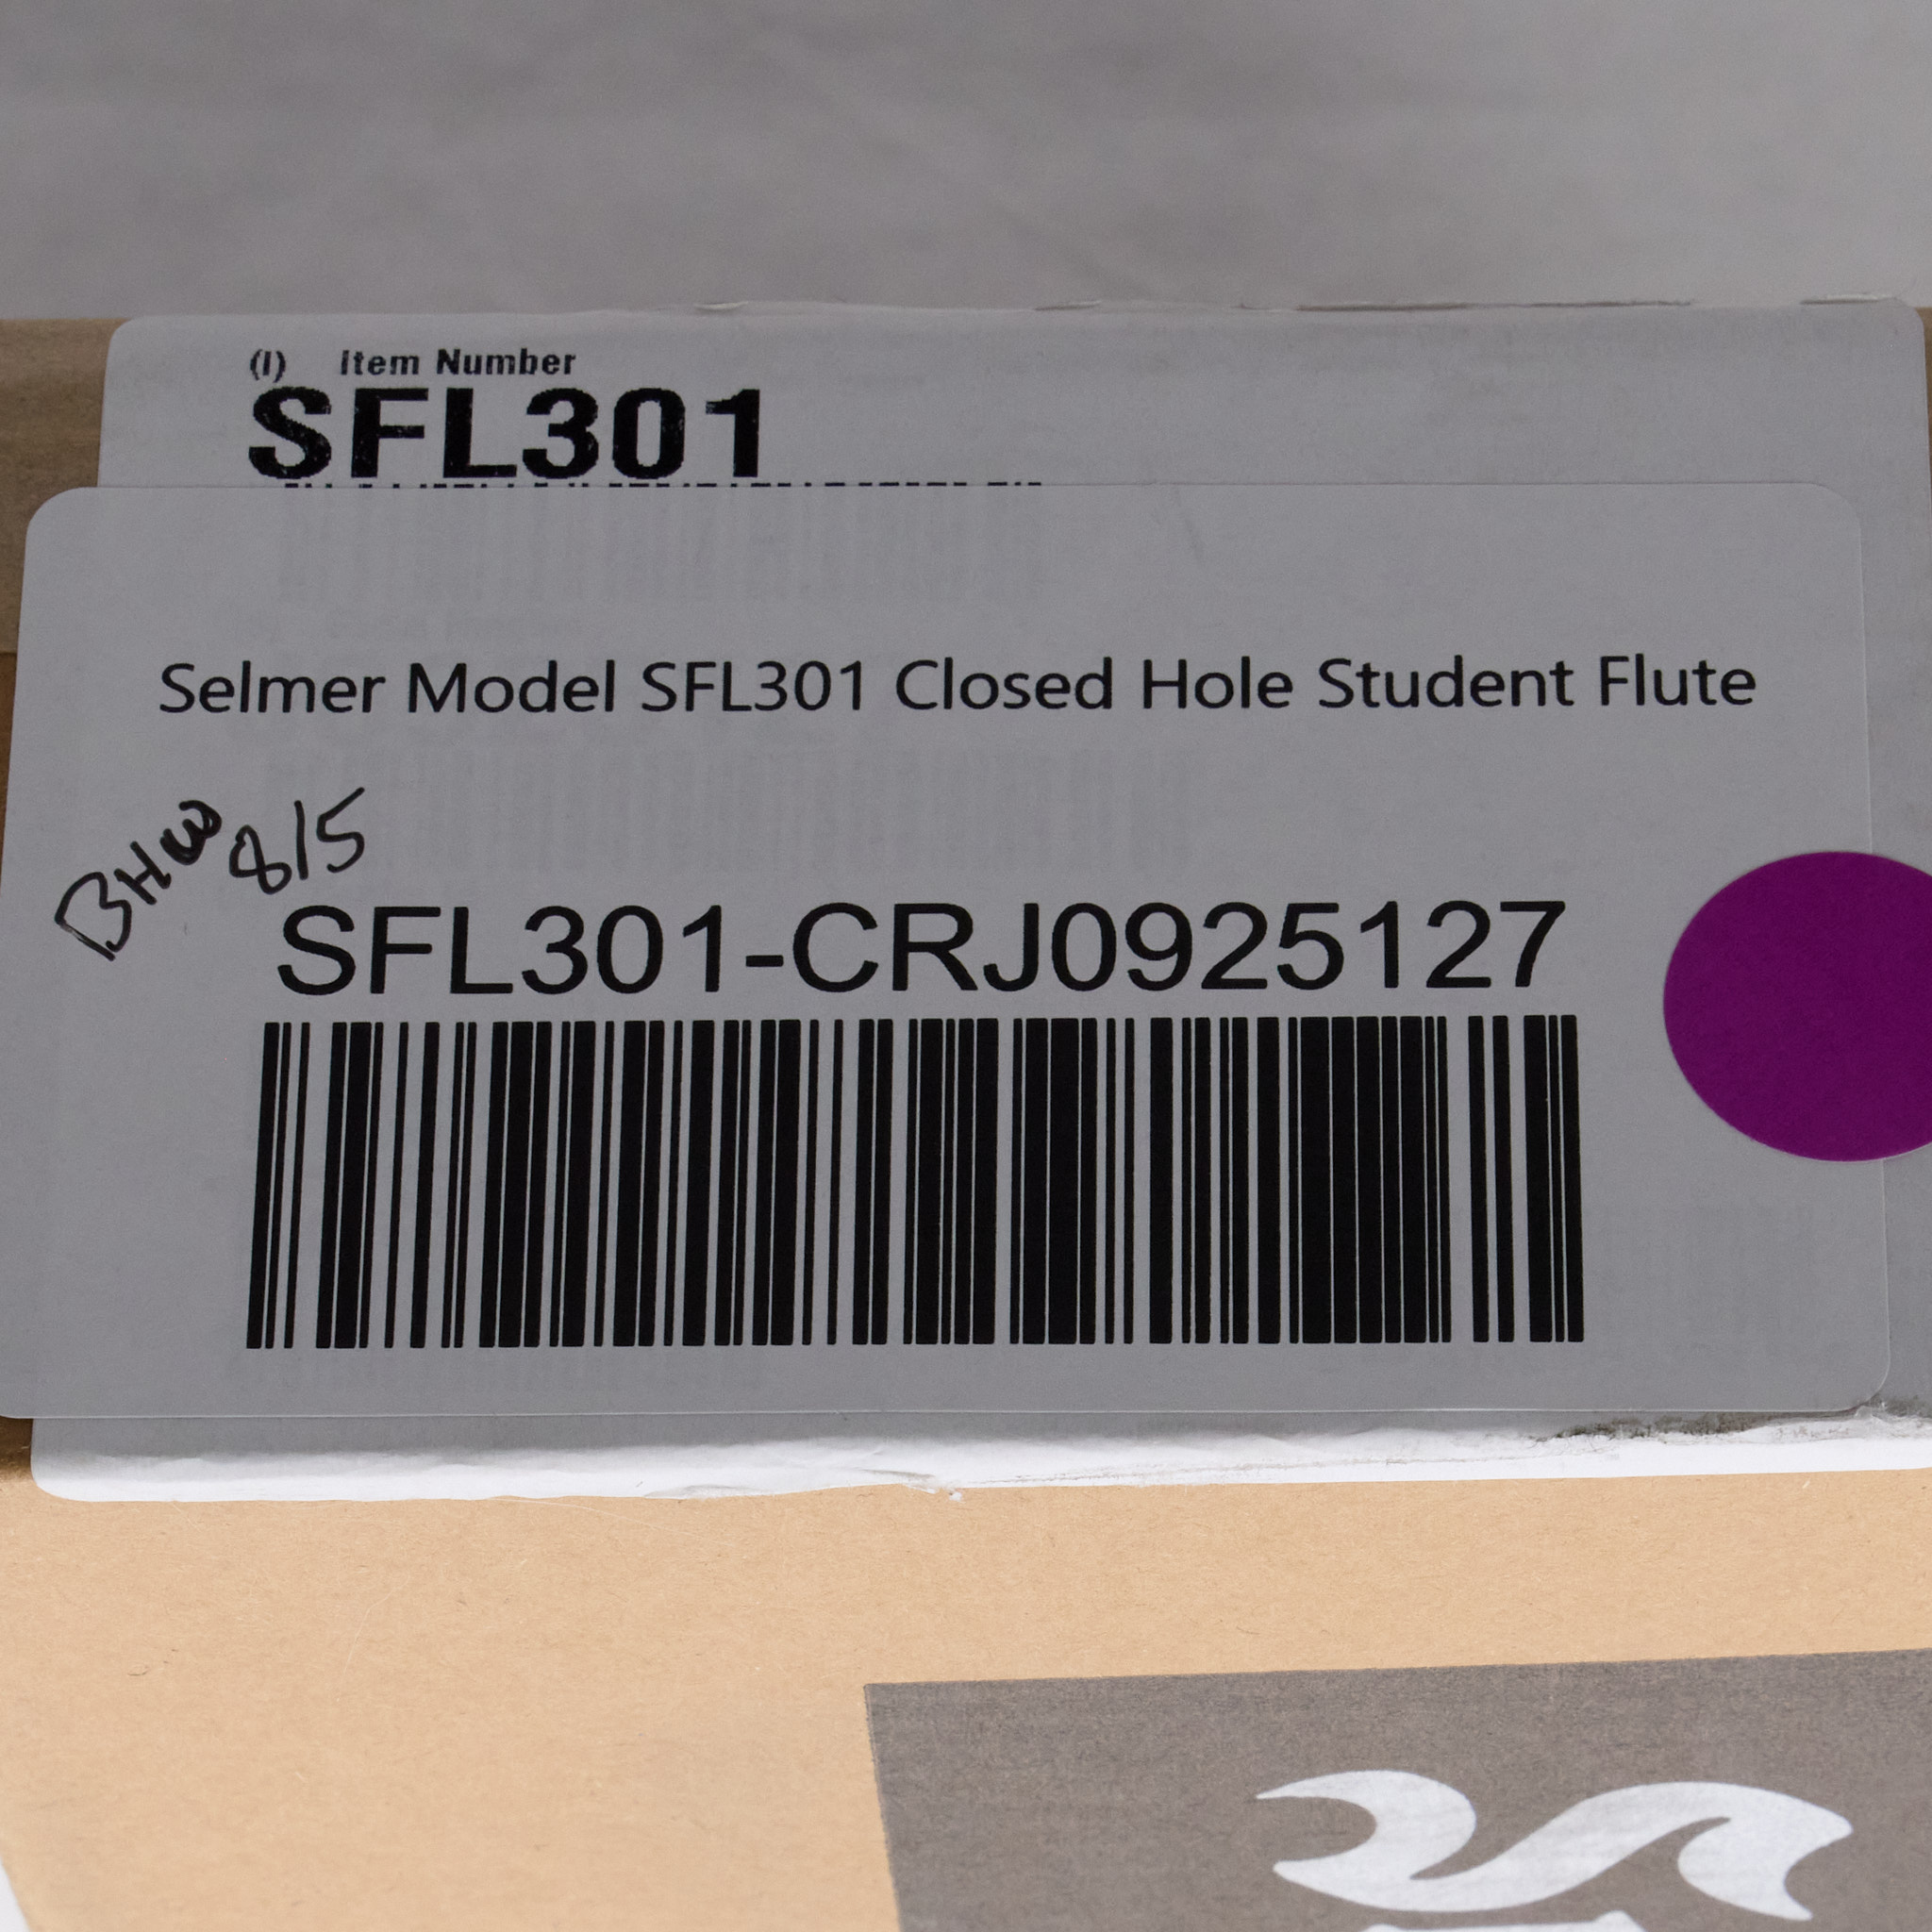 (I) Item Number
SFL301
Selmer Model SFL301 Closed Hole Student Flute
BHW
8/5
SFL301-CRJ0925127